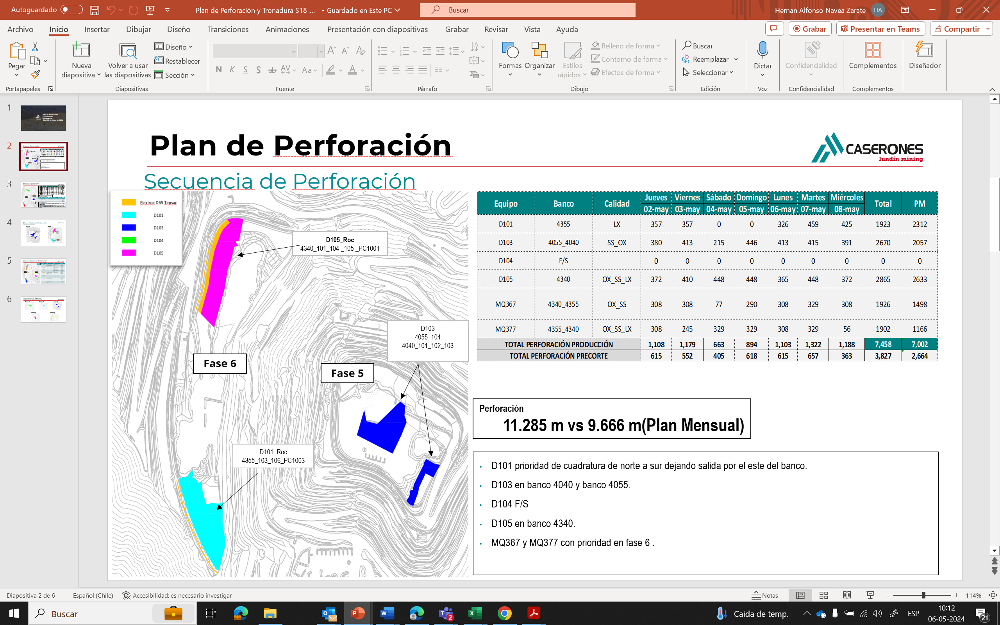 Autoguardado
Plan de Perforación y Tronadura S18_... • Guardado en Este PC
Buscar
Hernan Alfonso Navea Zarate HA
Archivo Inicio Insertar Dibujar Diseño Transiciones Animaciones Presentación con diapositivas Grabar Revisar Vista Ayuda
Grabar Presentar en Teams Compartir
Pegar
Nueva diapositiva
Volver a usar las diapositivas
Diseño
Restablecer
Sección
Formas
Organizar
Estilos rápidos
Relleno de forma
Contorno de forma
Efectos de forma
Buscar
Reemplazar
Seleccionar
Dictar
Confidencialidad
Complementos
Diseñador
Portapapeles Diapositivas Fuente Párrafo Dibujo Edición Voz Confidencialidad Complementos
1
2
3
4
5
6
Plan de Perforación
CASERONES
lundin mining
Secuencia de Perforación
Flexiroc D65 Tepsac
D101
D103
D104
D105
D105_Roc
4340_101_104 _105 _PC1001
D103
4055_104
4040_101_102_103
Fase 6
Fase 5
D101_Roc
4355_103_106_PC1003
Equipo Banco Calidad Jueves Viernes Sábado Domingo Lunes Martes Miércoles Total PM
02-may 03-may 04-may 05-may 06-may 07-may 08-may
D101 4355 LX 357 357 0 0 326 459 425 1923 2312
D103 4055_4040 SS_OX 380 413 215 446 413 415 391 2670 2057
D104 F/S 0 0 0 0 0 0 0 0 0
D105 4340 OX_SS_LX 372 410 448 448 365 448 372 2865 2633
MQ367 4340_4355 OX_SS 308 308 77 290 308 329 308 1926 1498
MQ377 4355_4340 OX_SS_LX 308 245 329 329 308 329 56 1902 1166
TOTAL PERFORACIÓN PRODUCCIÓN 1,108 1,179 663 894 1,103 1,322 1,188 7,458 7,002
TOTAL PERFORACIÓN PRECORTE 615 552 405 618 615 657 363 3,827 2,664
Perforación
11.285 m vs 9.666 m(Plan Mensual)
• D101 prioridad de cuadratura de norte a sur dejando salida por el este del banco.
• D103 en banco 4040 y banco 4055.
• D104 F/S
• D105 en banco 4340.
• MQ367 y MQ377 con prioridad en fase 6 .
Diapositiva 2 de 6 Español (Chile) Accesibilidad: es necesario investigar Notas 114%
Buscar
Caída de temp. ESP 10:12
06-05-2024 21